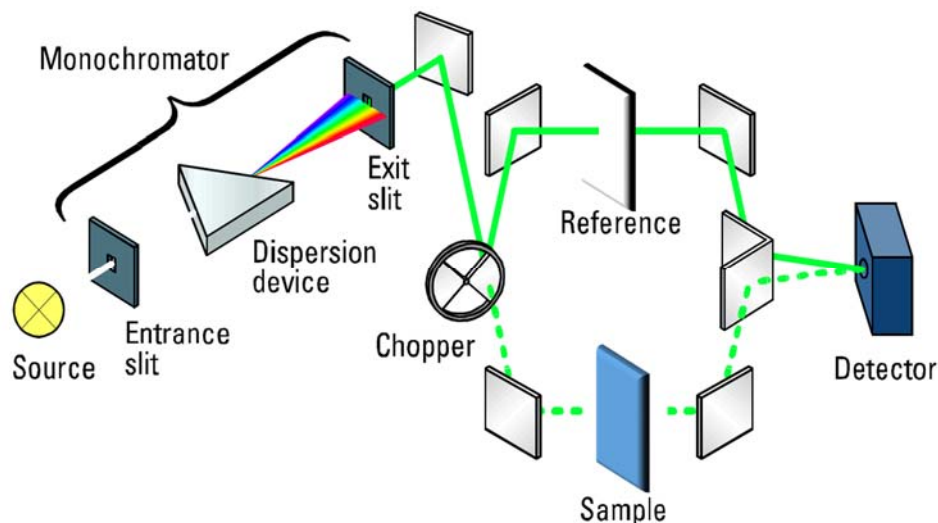 Monochromator
Exit
slit
Reference
Dispersion
device
Chopper
Entrance
slit
Source
Detector
Sample